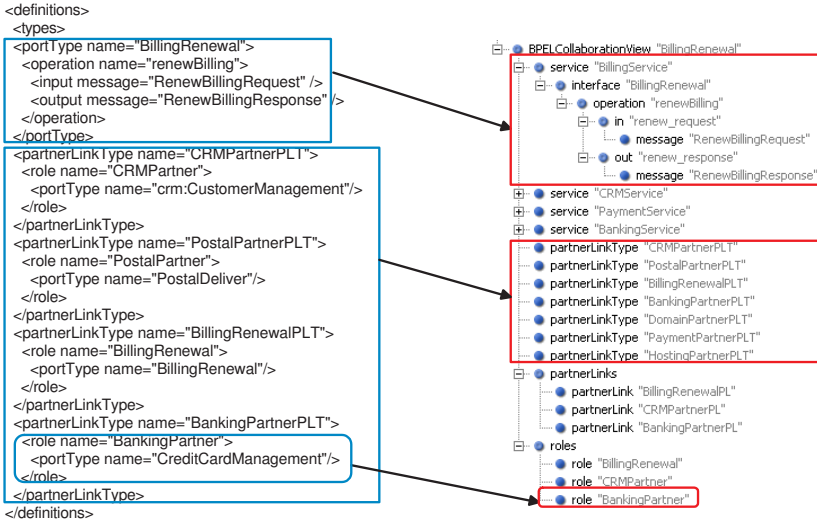 <definitions>
<types>
<portType name="BillingRenewal">
<operation name="renewBilling">
<input message="RenewBillingRequest" />
<output message="RenewBillingResponse" />
</operation>
</portType>
<partnerLinkType name="CRMPartnerPLT">
<role name="CRMPartner">
<portType name="crm:CustomerManagement"/>
</role>
</partnerLinkType>
<partnerLinkType name="PostalPartnerPLT">
<role name="PostalPartner">
<portType name="PostalDeliver"/>
</role>
</partnerLinkType>
<partnerLinkType name="BillingRenewalPLT">
<role name="BillingRenewal">
<portType name="BillingRenewal"/>
</role>
</partnerLinkType>
<partnerLinkType name="BankingPartnerPLT">
<role name="BankingPartner">
<portType name="CreditCardManagement"/>
</role>
</partnerLinkType>
</definitions>
BPELCollaborationView "BillingRenewal"
service "BillingService"
interface "BillingRenewal"
operation "renewBilling"
in "renew_request"
message "RenewBillingRequest"
out "renew_response"
message "RenewBillingResponse"
service "CRMService"
service "PaymentService"
service "BankingService"
partnerLinkType "CRMPartnerPLT"
partnerLinkType "PostalPartnerPLT"
partnerLinkType "BillingRenewalPLT"
partnerLinkType "BankingPartnerPLT"
partnerLinkType "DomainPartnerPLT"
partnerLinkType "PaymentPartnerPLT"
partnerLinkType "HostingPartnerPLT"
partnerLinks
partnerLink "BillingRenewalPL"
partnerLink "CRMPartnerPL"
partnerLink "BankingPartnerPL"
roles
role "BillingRenewal"
role "CRMPartner"
role "BankingPartner"